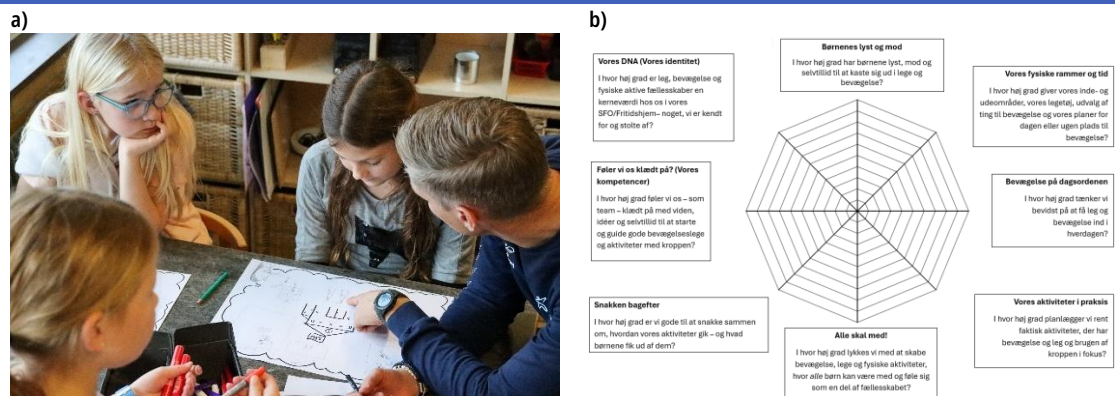 a)
b)
Børnenes lyst og mod
I hvor høj grad har børnene lyst, mod og
selvtillid til at kaste sig ud i lege og
bevægelse?
Vores fysiske rammer og tid
I hvor høj grad giver vores inde- og
udeområder, vores legetøj, udvalg af
ting til bevægelse og vores planer for
dagen eller ugen plads til
bevægelse?
Bevægelse på dagsordenen
I hvor høj grad tænker vi
bevidst på at få leg og
bevægelse ind i
hverdagen?
Vores aktiviteter i praksis
I hvor høj grad planlægger vi rent
faktisk aktiviteter, der har
bevægelse og leg og brugen af
kroppen i fokus?
Alle skal med!
I hvor høj grad lykkes vi med at skabe
bevægelse, lege og fysiske aktiviteter,
hvor alle børn kan være med og føle sig
som en del af fællesskabet?
Snakken bagefter
I hvor høj grad er vi gode til at snakke sammen
om, hvordan vores aktiviteter gik – og hvad
børnene fik ud af dem?
Føler vi os klædt på? (Vores
kompetencer)
I hvor høj grad føler vi os – som
team – klædt på med viden,
idéer og selvtillid til at starte
og guide gode bevægelseslege
og aktiviteter med kroppen?
Vores DNA (Vores identitet)
I hvor høj grad er leg, bevægelse og
fysiske aktive fællesskaber en
kerneværdi hos os i vores
SFO/Fritidshjem– noget, vi er kendt
for og stolte af?